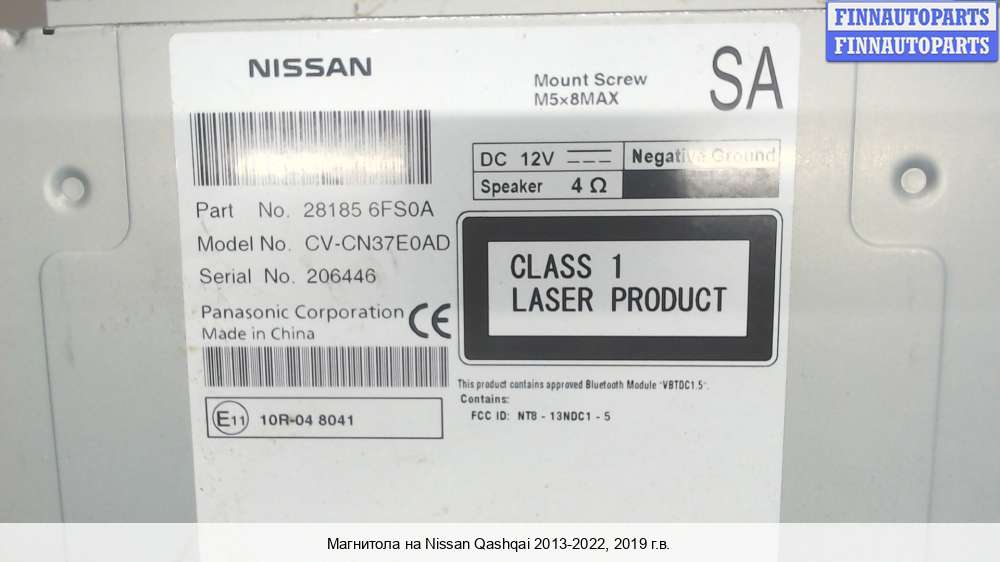 FINNAUTOPARTS
FINNAUTOPARTS
NISSAN
Mount Screw
M5×8MAX
SA
DC 12V
Negative Ground
Speaker 4 Ω
Part No. 28185 6FS0A
Model No. CV-CN37E0AD
Serial No. 206446
Panasonic Corporation
Made in China
CE
CLASS 1
LASER PRODUCT
This product contains approved Bluetooth Module "VBTDC1.5".
Contains:
FCC ID: NT8 - 13NDC1 - 5
E11 10R-04 8041
Магнитола на Nissan Qashqai 2013-2022, 2019 г.в.